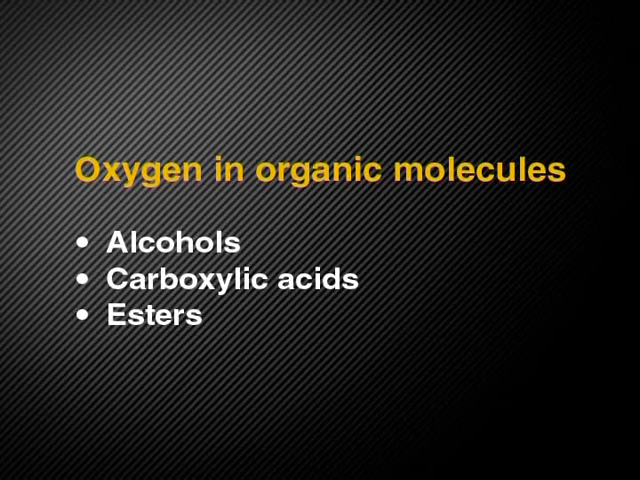 Oxygen in organic molecules
• Alcohols
• Carboxylic acids
• Esters